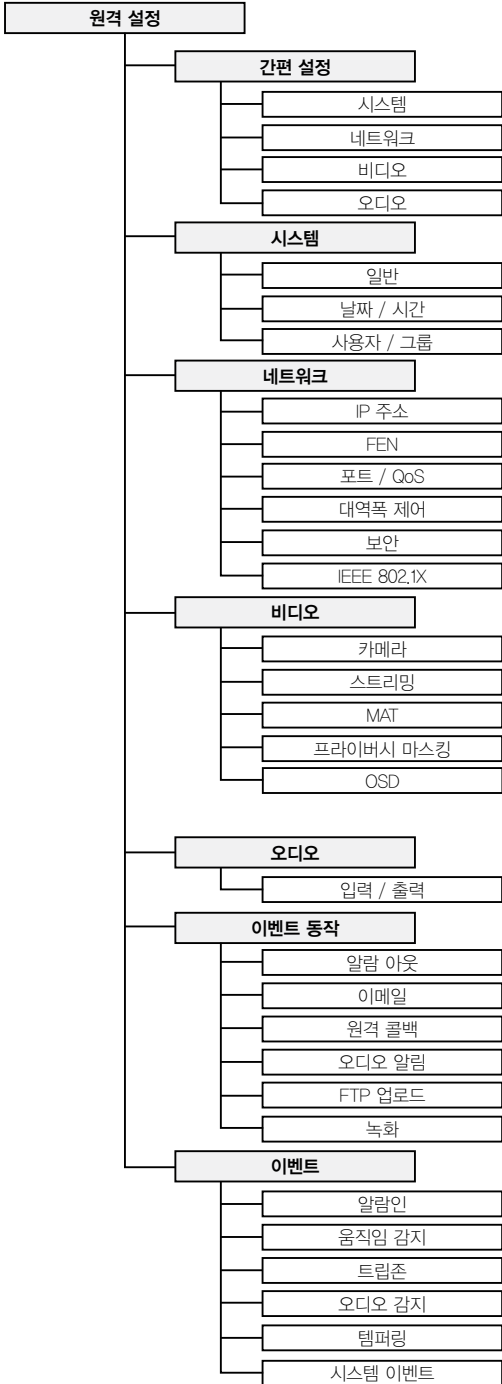 원격 설정
간편 설정
시스템
네트워크
비디오
오디오
시스템
일반
날짜 / 시간
사용자 / 그룹
네트워크
IP 주소
FEN
포트 / QoS
대역폭 제어
보안
IEEE 802.1X
비디오
카메라
스트리밍
MAT
프라이버시 마스킹
OSD
오디오
입력 / 출력
이벤트 동작
알람 아웃
이메일
원격 콜백
오디오 알림
FTP 업로드
녹화
이벤트
알람인
움직임 감지
트립존
오디오 감지
템퍼링
시스템 이벤트